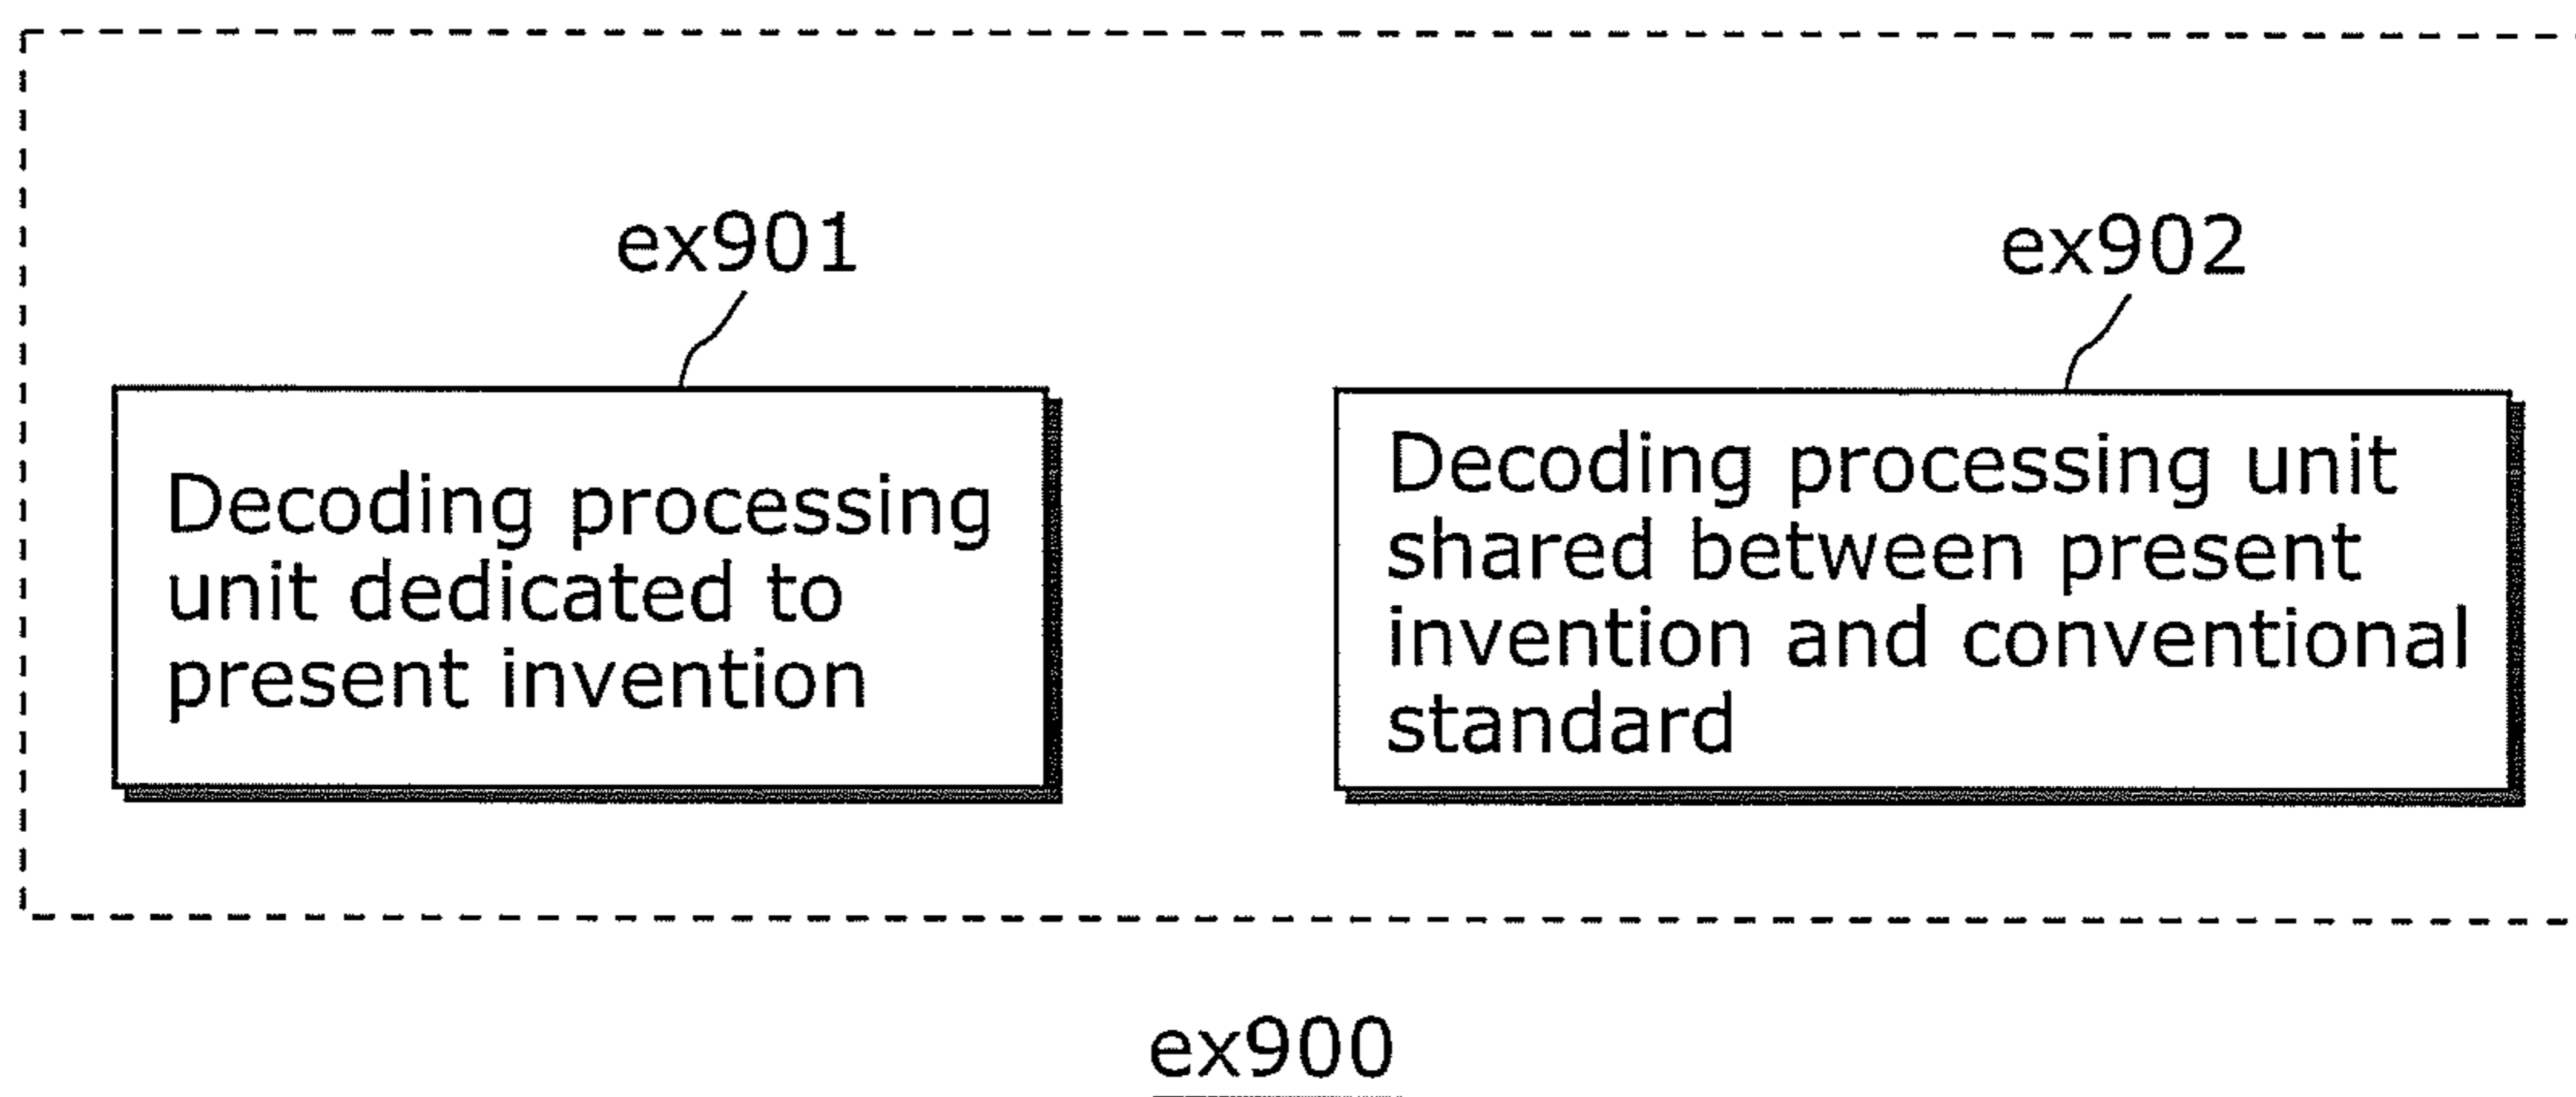 ex901
Decoding processing
unit dedicated to
present invention
ex902
Decoding processing unit
shared between present
invention and conventional
standard
ex900